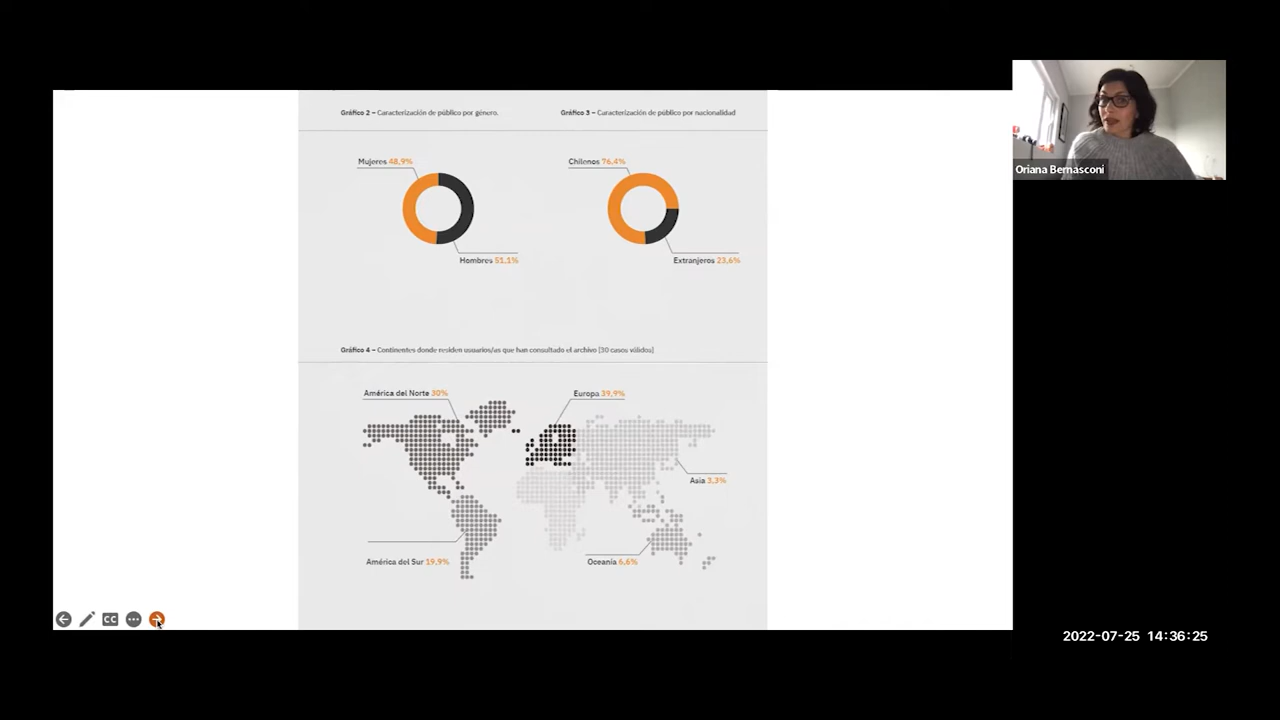 Gráfico 2 – Caracterización de público por género.
Gráfico 3 – Caracterización de público por nacionalidad
Mujeres 48,9%
Chilenos 76,4%
Hombres 51,1%
Extranjeros 23,6%
Gráfico 4 – Continentes donde residen usuarios/as que han consultado el archivo [30 casos válidos]
América del Norte 30%
Europa 39,9%
Asia 3,3%
América del Sur 19,9%
Oceanía 6,6%
CC
Oriana Bernasconi
2022-07-25 14:36:25